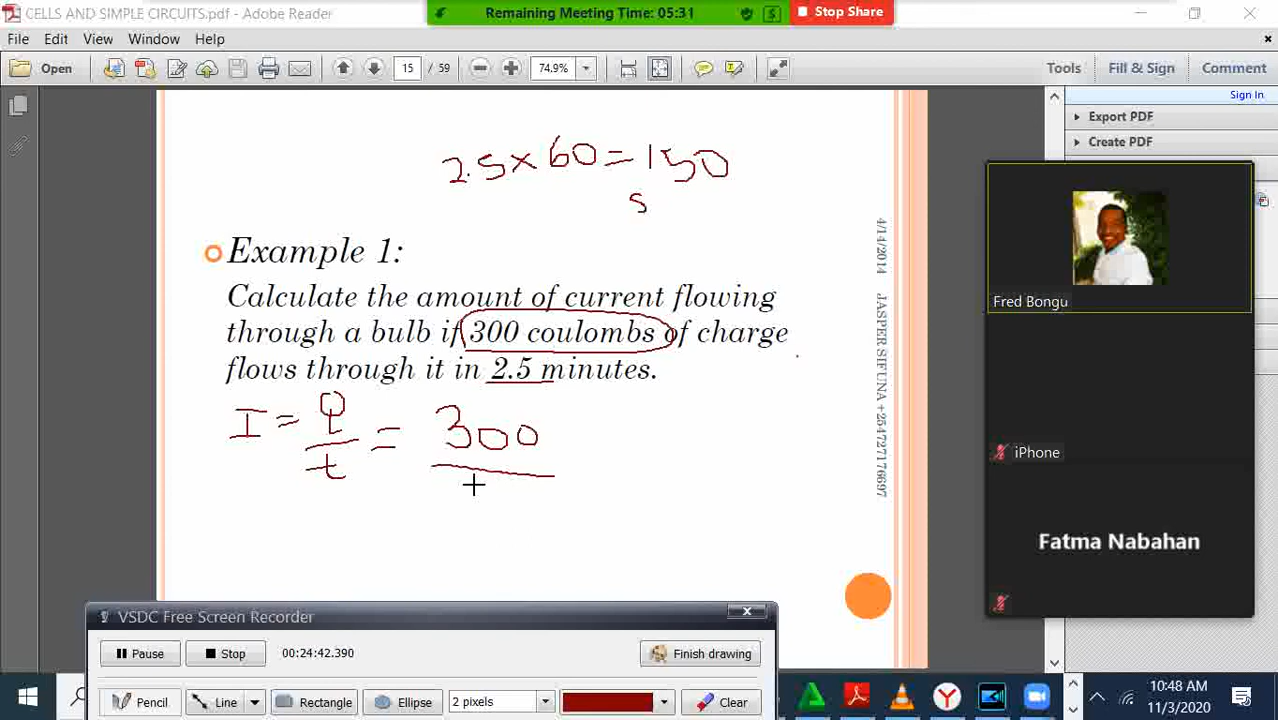 CELLS AND SIMPLE CIRCUITS.pdf - Adobe Reader
Remaining Meeting Time: 05:31
Stop Share
File Edit View Window Help
Open
15 / 59
74.9%
Tools Fill & Sign Comment
Sign In
Export PDF
Create PDF
2.5 × 60 = 150
s
Example 1:
Calculate the amount of current flowing
through a bulb if 300 coulombs of charge
flows through it in 2.5 minutes.
I = Q/t = 300
4/14/2014
JASPER SIFUNA +254727176697
Fred Bongu
iPhone
Fatma Nabahan
VSDC Free Screen Recorder
Pause Stop 00:24:42.390 Finish drawing
Pencil Line Rectangle Ellipse 2 pixels Clear
10:48 AM
11/3/2020